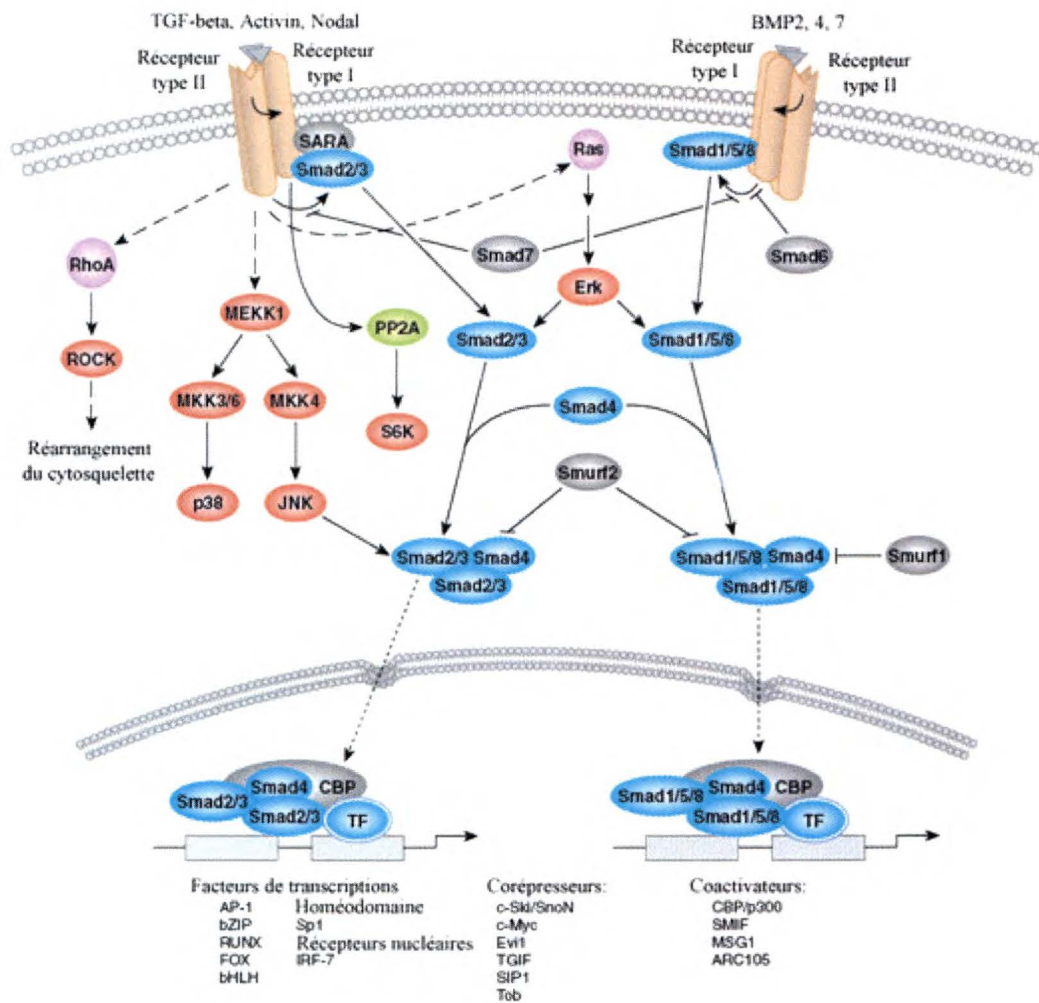 TGF-beta, Activin, Nodal
BMP2, 4, 7
Récepteur
type II
Récepteur
type I
Récepteur
type I
Récepteur
type II
SARA
Smad2/3
Ras
Smad1/5/8
RhoA
Smad7
Smad6
MEKK1
Erk
PP2A
Smad2/3
Smad1/5/8
ROCK
MKK3/6
MKK4
Smad4
S6K
Réarrangement
du cytosquelette
Smurf2
p38
JNK
Smad2/3
Smad4
Smad2/3
Smad1/5/8
Smad4
Smad1/5/8
Smurf1
Smad2/3
Smad4
CBP
Smad2/3
TF
Smad1/5/8
Smad4
CBP
Smad1/5/8
TF
Facteurs de transcriptions
AP-1 Homéodomaine
bZIP Sp1
RUNX Récepteurs nucléaires
FOX IRF-7
bHLH
Corépresseurs:
c-Ski/SnoN
c-Myc
Evi1
TGIF
SIP1
Tob
Coactivateurs:
CBP/p300
SMIF
MSG1
ARC105